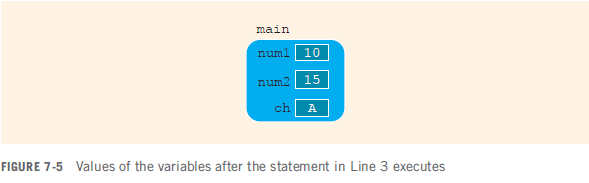 main
num1 10
num2 15
ch A
FIGURE 7-5 Values of the variables after the statement in Line 3 executes